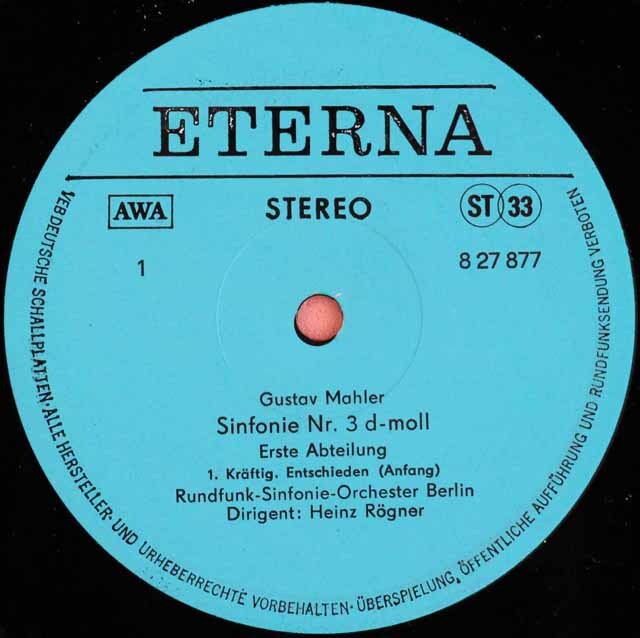 ETERNA
AWA
STEREO
ST 33
1
8 27 877
Gustav Mahler
Sinfonie Nr. 3 d-moll
Erste Abteilung
1. Kräftig. Entschieden (Anfang)
Rundfunk-Sinfonie-Orchester Berlin
Dirigent: Heinz Rögner
VEB DEUTSCHE SCHALLPLATTEN · ALLE HERSTELLER- UND URHEBERRECHTE VORBEHALTEN · ÜBERSPIELUNG, ÖFFENTLICHE AUFFÜHRUNG UND RUNDFUNKSENDUNG VERBOTEN